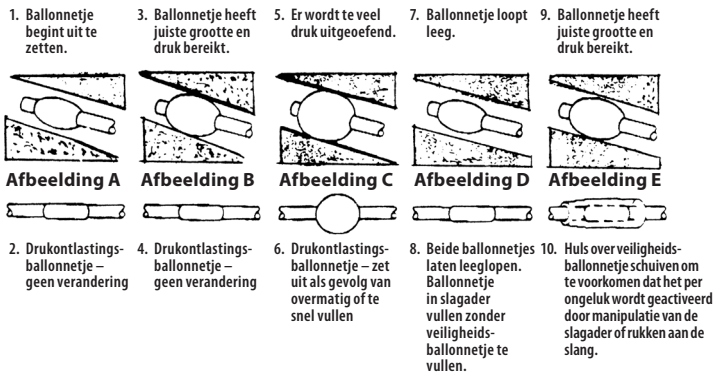 1. Ballonnetje
begint uit te
zetten.
3. Ballonnetje heeft
juiste grootte en
druk bereikt.
5. Er wordt te veel
druk uitgeoefend.
7. Ballonnetje loopt
leeg.
9. Ballonnetje heeft
juiste grootte en
druk bereikt.
Afbeelding A
Afbeelding B
Afbeelding C
Afbeelding D
Afbeelding E
2. Drukontlastings-
ballonnetje –
geen verandering
4. Drukontlastings-
ballonnetje –
geen verandering
6. Drukontlastings-
ballonnetje – zet
uit als gevolg van
overmatig of te
snel vullen
8. Beide ballonnetjes
laten leeglopen.
Ballonnetje
in slagader
vullen zonder
veiligheids-
ballonnetje te
vullen.
10. Huls over veiligheids-
ballonnetje schuiven om
te voorkomen dat het per
ongeluk wordt geactiveerd
door manipulatie van de
slagader of rukken aan de
slang.